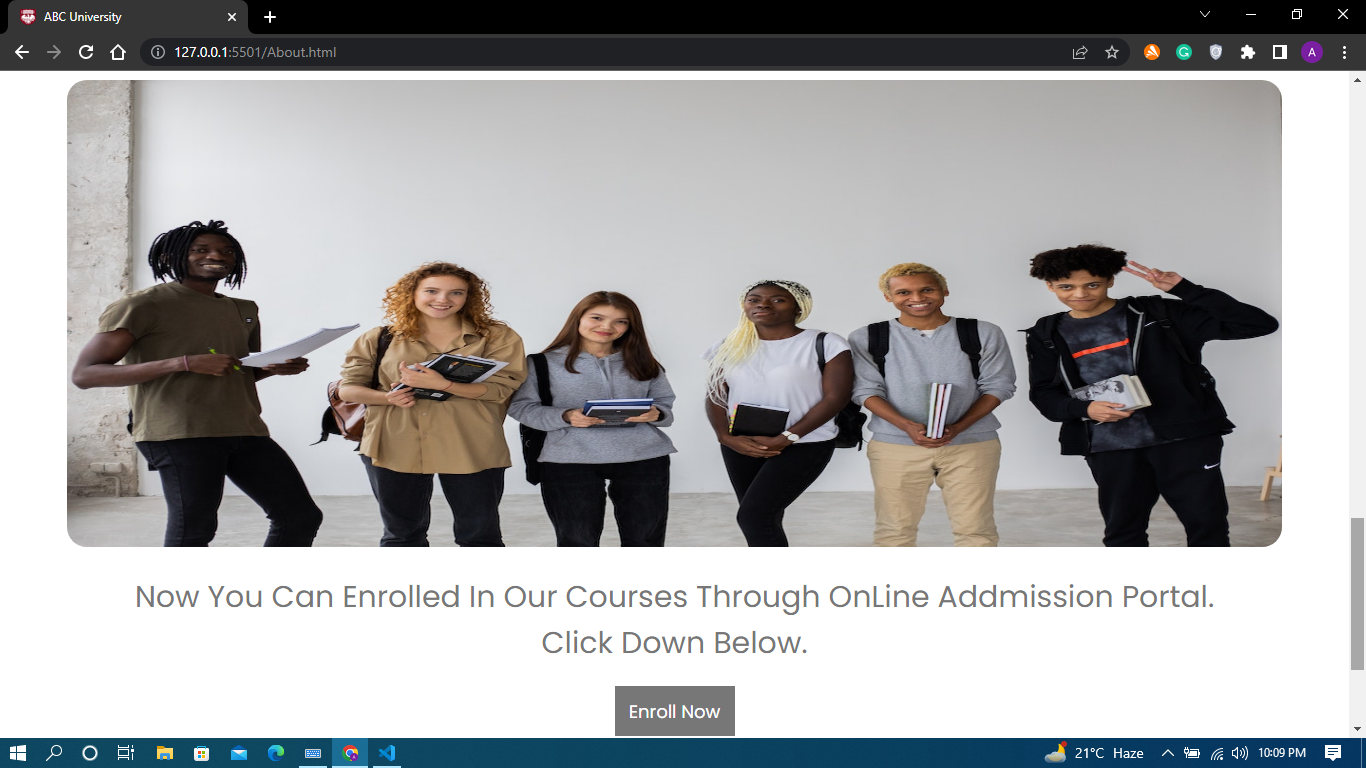 ABC University
127.0.0.1:5501/About.html
A
Now You Can Enrolled In Our Courses Through OnLine Addmission Portal.
Click Down Below.
Enroll Now
21°C Haze
10:09 PM